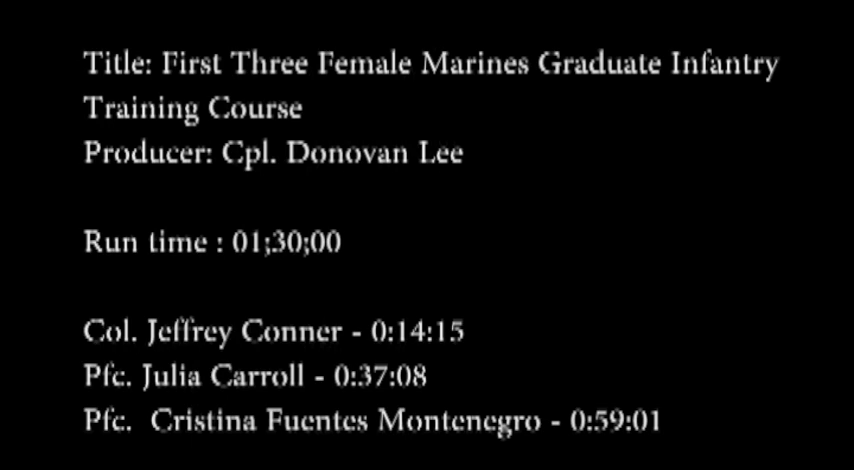 Title: First Three Female Marines Graduate Infantry
Training Course
Producer: Cpl. Donovan Lee
Run time : 01;30;00
Col. Jeffrey Conner - 0:14:15
Pfc. Julia Carroll - 0:37:08
Pfc. Cristina Fuentes Montenegro - 0:59:01